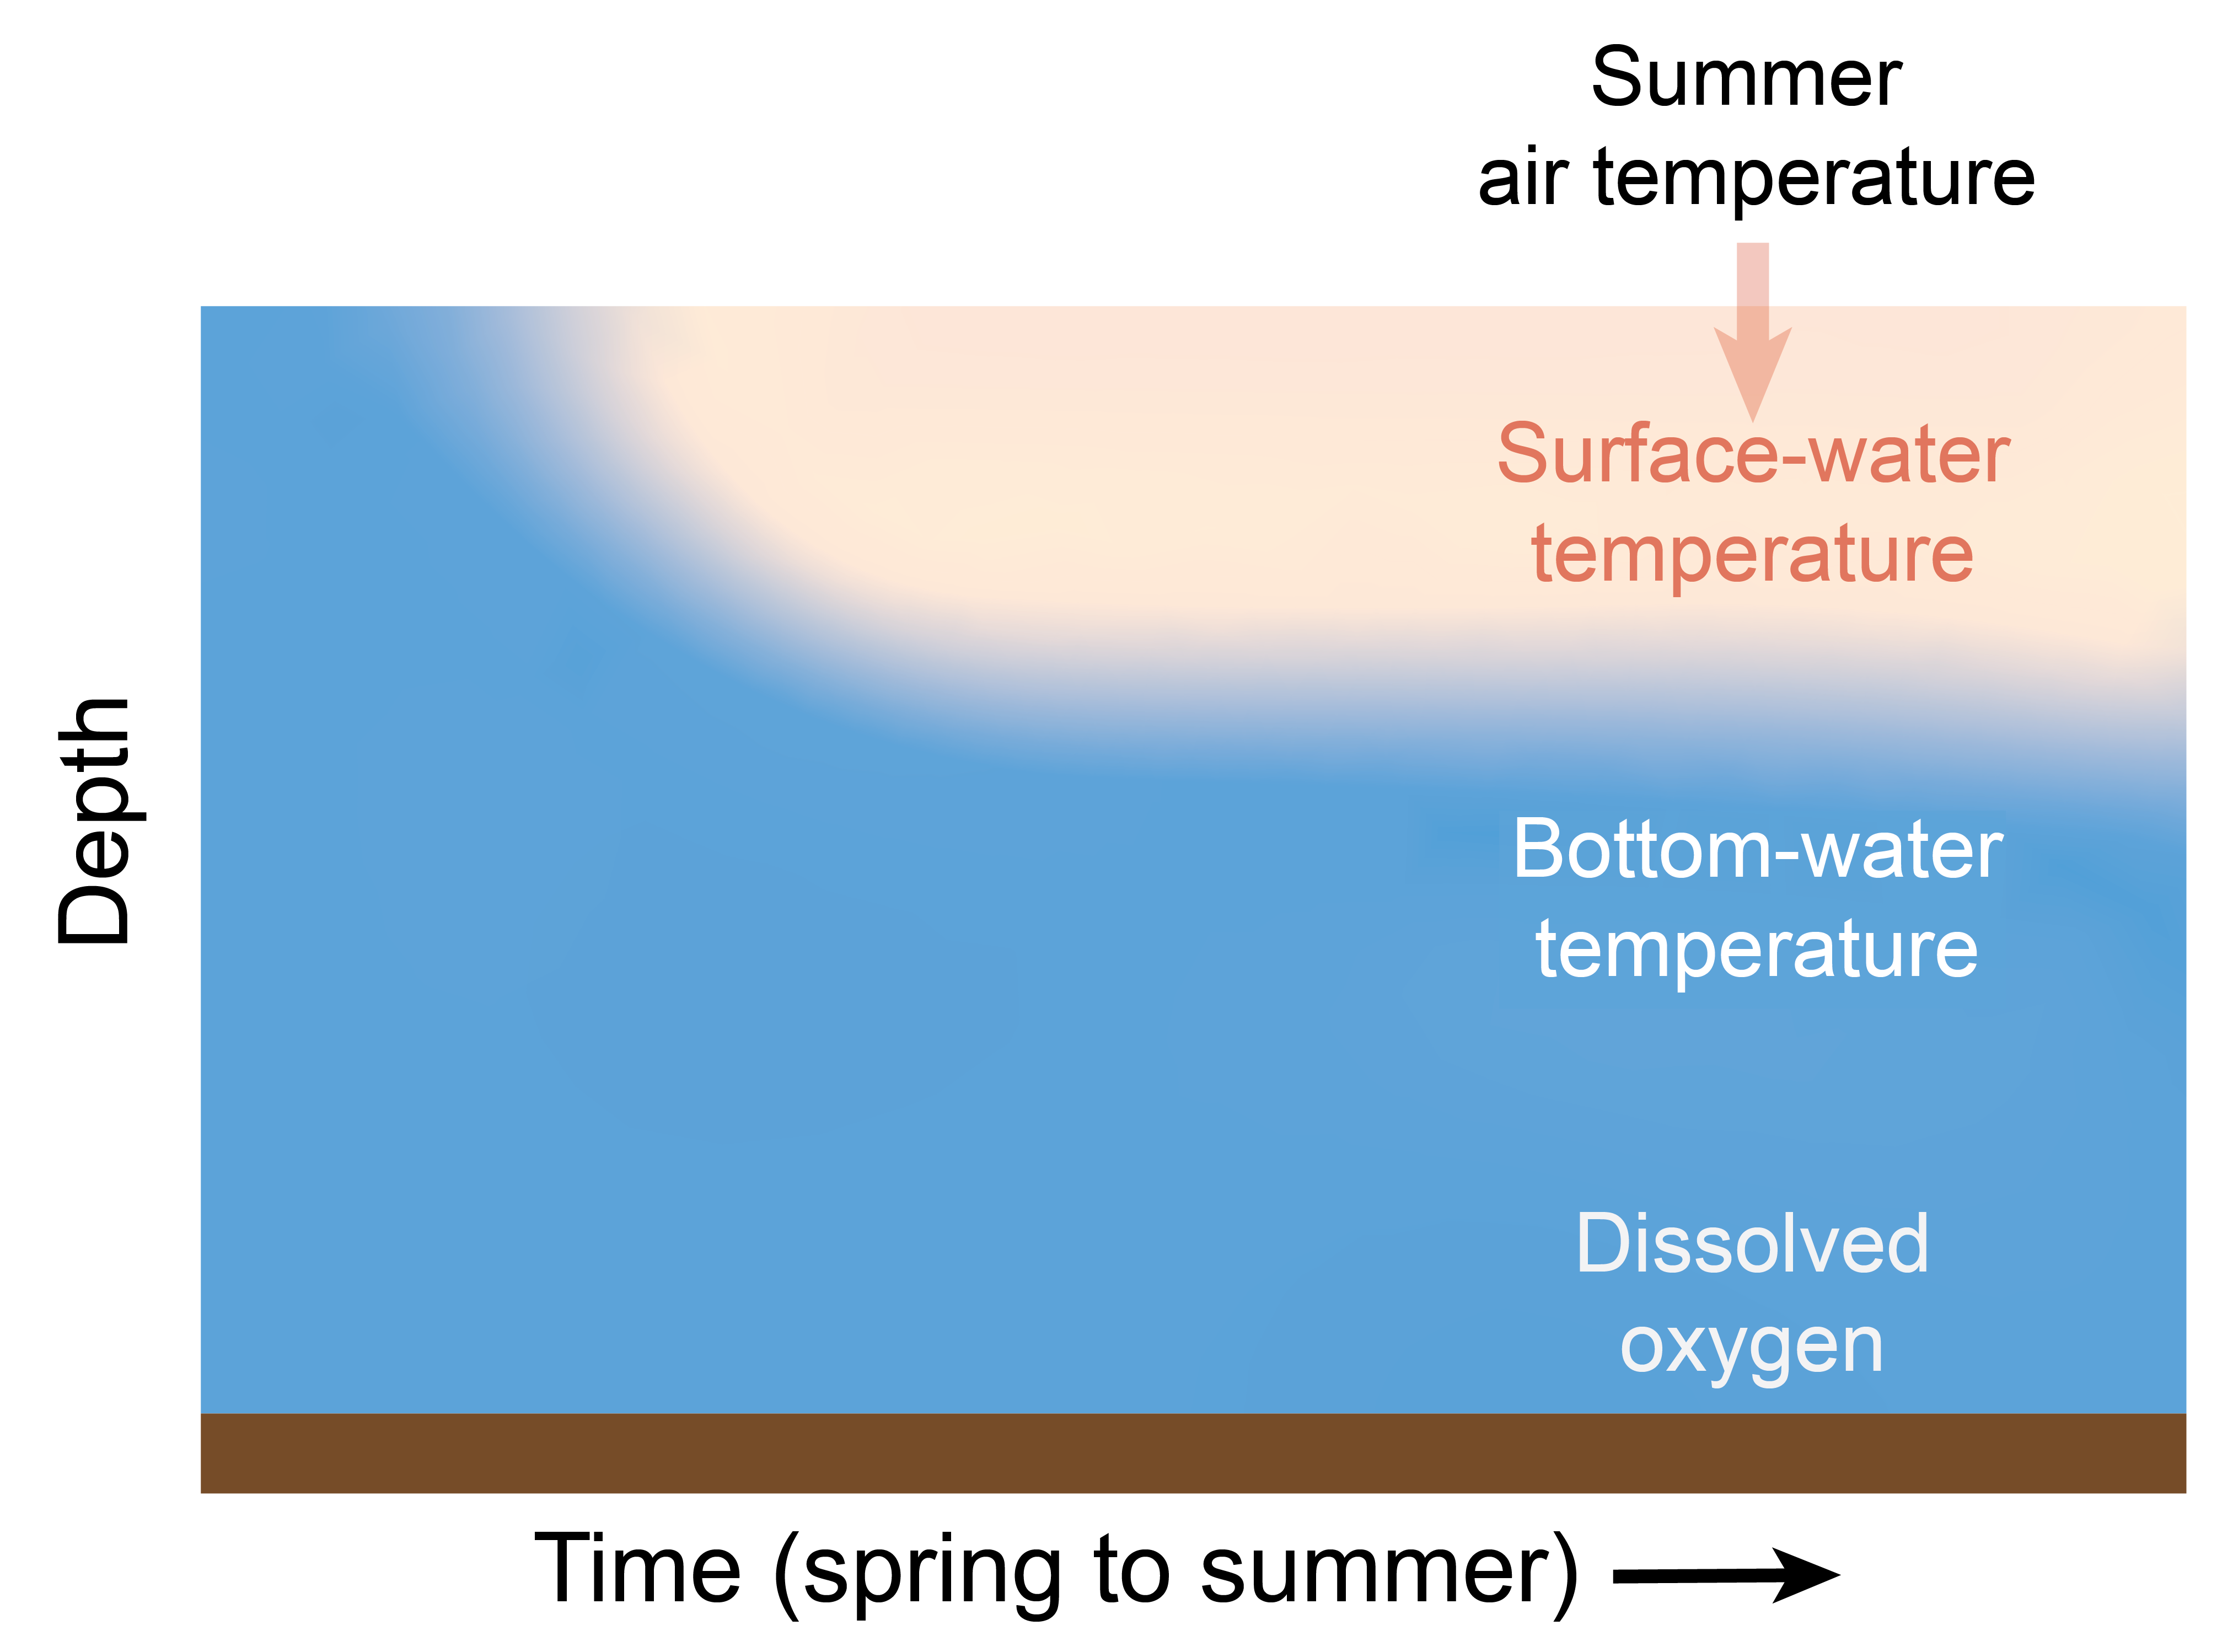 Summer
air temperature
Surface-water
temperature
Depth
Bottom-water
temperature
Dissolved
oxygen
Time (spring to summer)